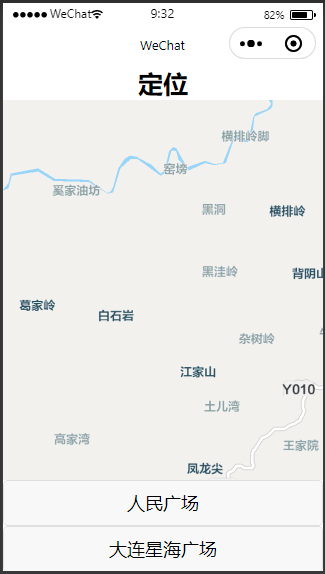 WeChat 9:32 82%
WeChat
定位
横排岭脚
窑塝
奚家油坊
黑洞
横排岭
黑洼岭
背阴山
葛家岭
白石岩
杂树岭
江家山
Y010
土儿湾
高家湾
王家院
凤龙尖
人民广场
大连星海广场